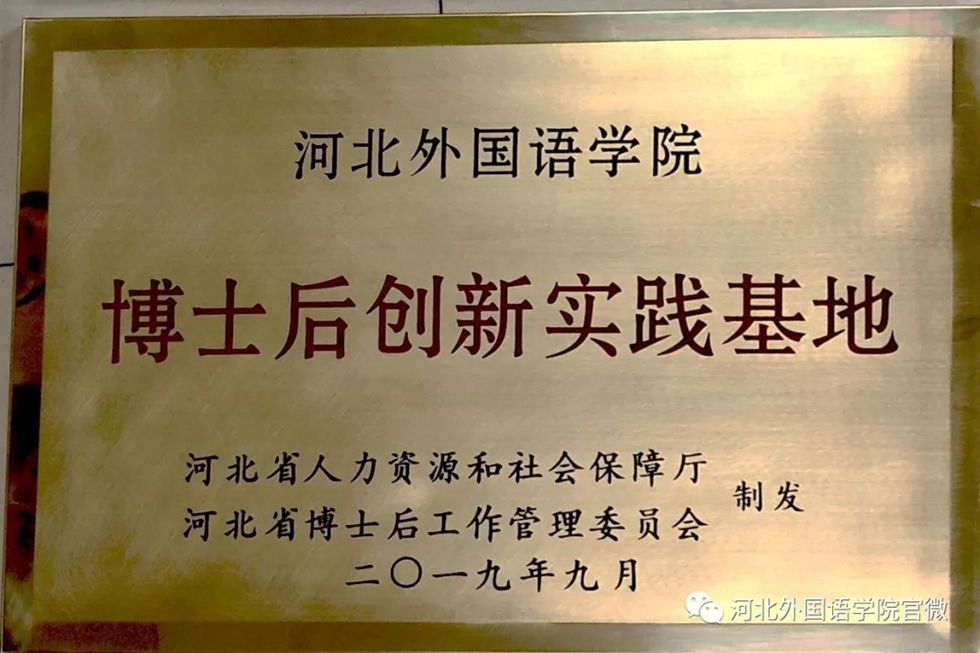 河北外国语学院
博士后创新实践基地
河北省人力资源和社会保障厅
河北省博士后工作管理委员会
制发
二〇一九年九月
河北外国语学院官微